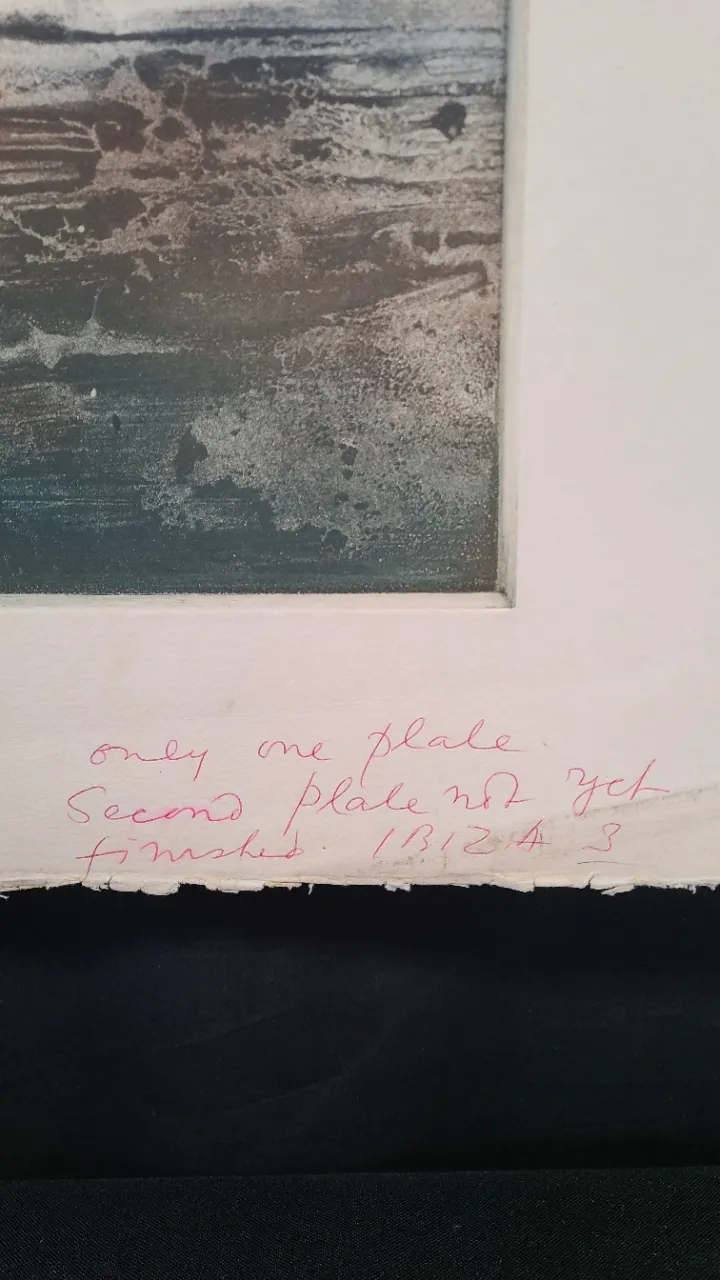 only one plate.
Second plate not yet
finished. IBIZA 3